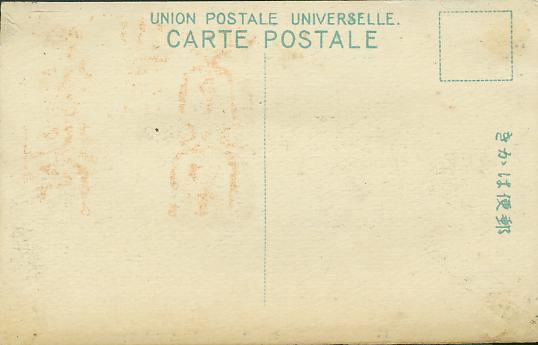 UNION POSTALE UNIVERSELLE.
CARTE POSTALE
きかは便郵